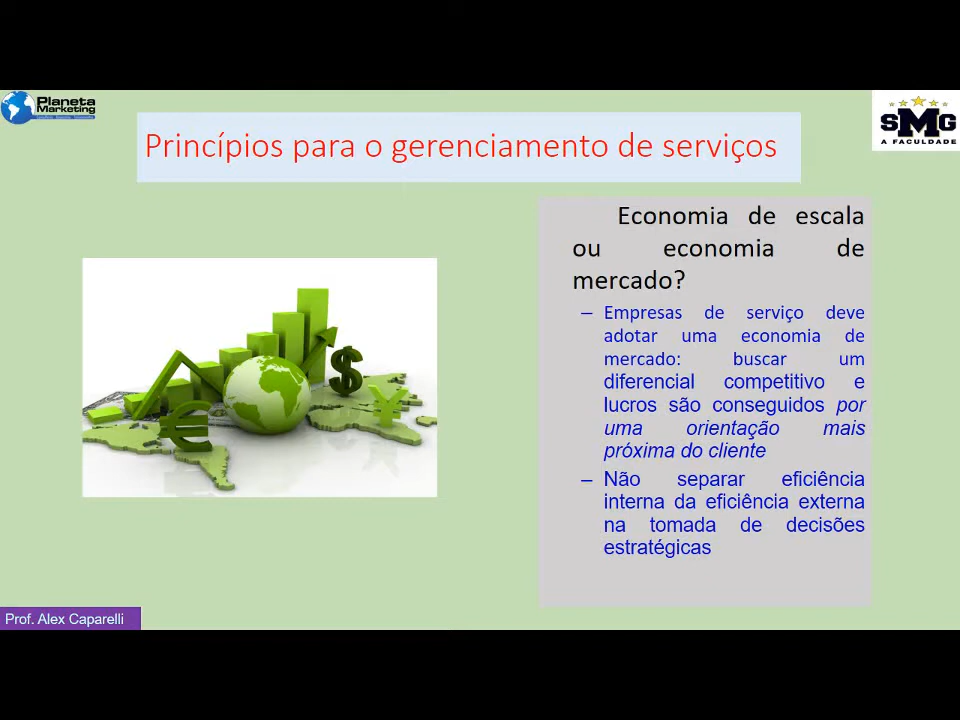 Planeta
Marketing
SMG
A FACULDADE
Princípios para o gerenciamento de serviços
Economia de escala
ou economia de
mercado?
– Empresas de serviço deve
adotar uma economia de
mercado: buscar um
diferencial competitivo e
lucros são conseguidos por
uma orientação mais
próxima do cliente
– Não separar eficiência
interna da eficiência externa
na tomada de decisões
estratégicas
$
€
¥
Prof. Alex Caparelli